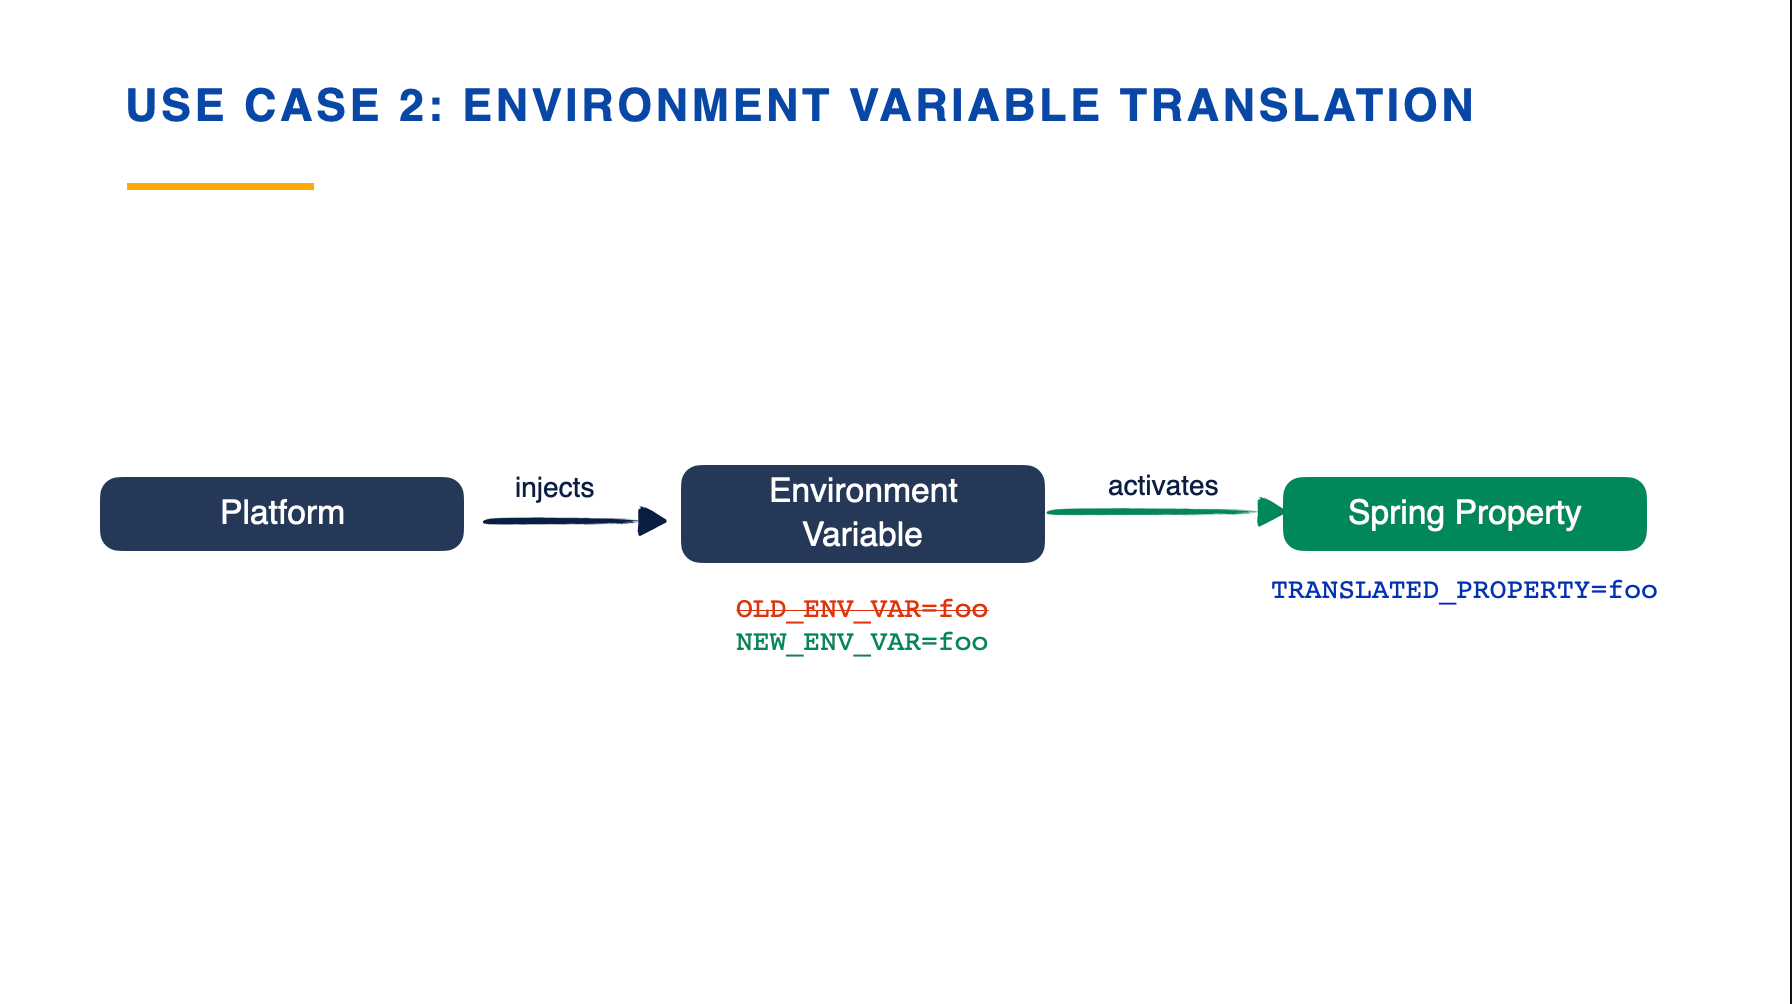 USE CASE 2: ENVIRONMENT VARIABLE TRANSLATION
Platform
injects
Environment
Variable
activates
Spring Property
OLD_ENV_VAR=foo
NEW_ENV_VAR=foo
TRANSLATED_PROPERTY=foo